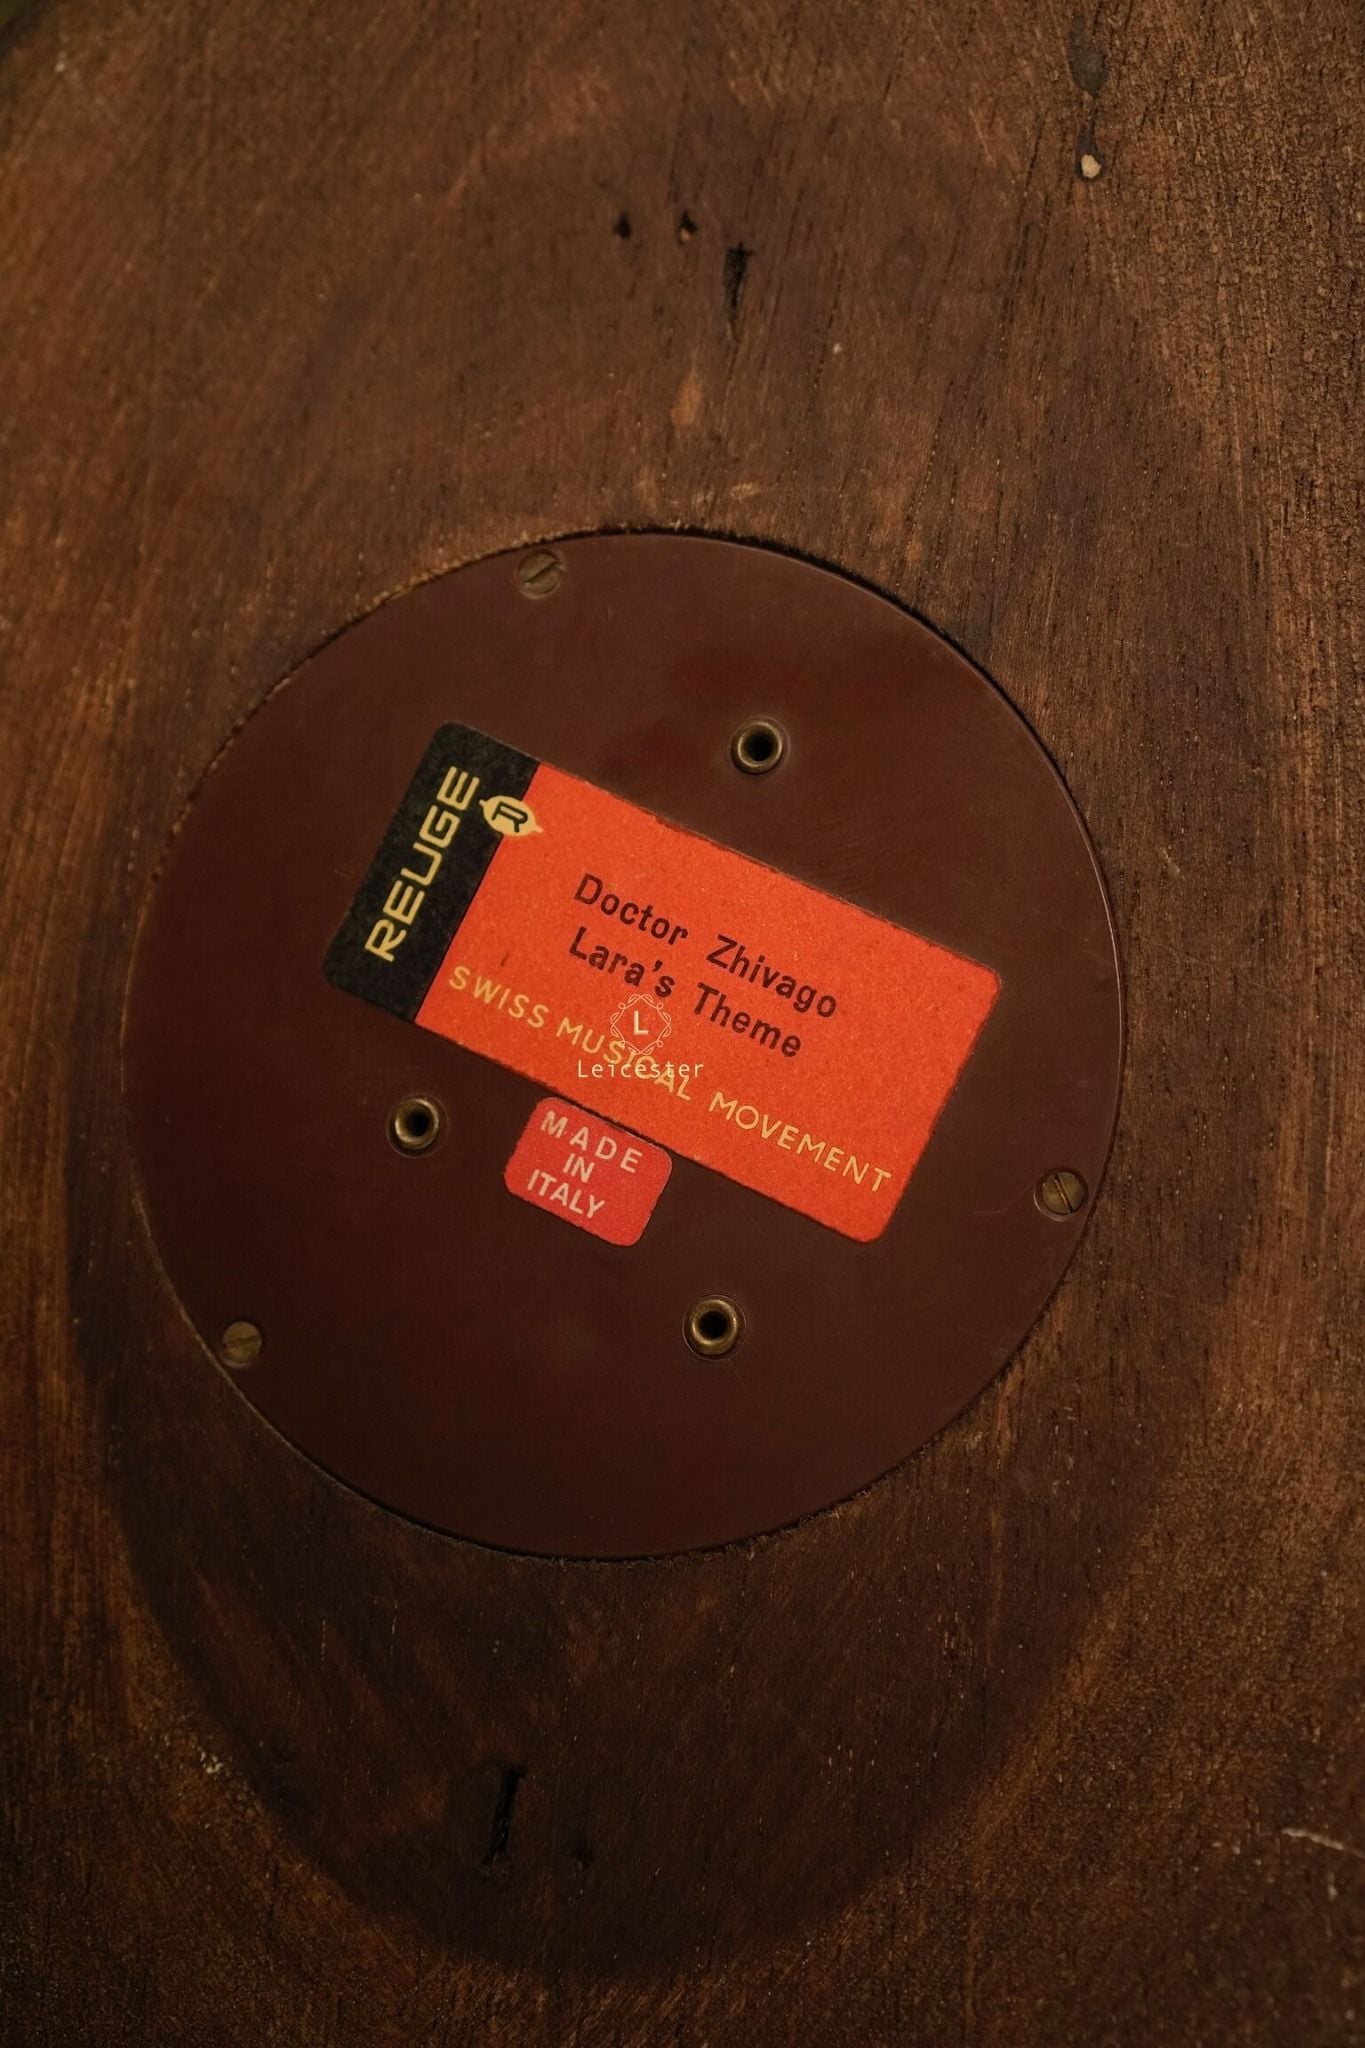 REUGE
R
Doctor Zhivago
Lara's Theme
SWISS MUSICAL MOVEMENT
L
Leicester
MADE
IN
ITALY